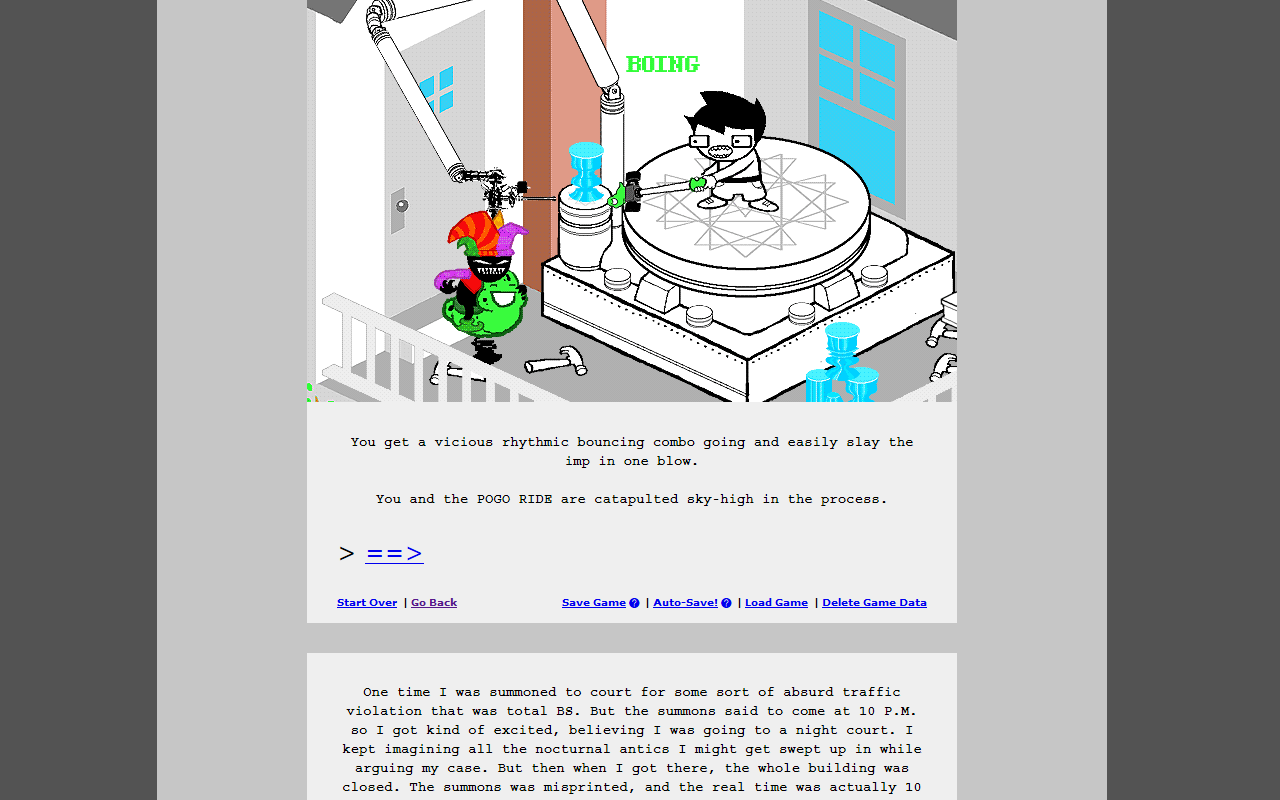 BOING
You get a vicious rhythmic bouncing combo going and easily slay the
imp in one blow.
You and the POGO RIDE are catapulted sky-high in the process.
> ==>
Start Over | Go Back Save Game ? | Auto-Save! ? | Load Game | Delete Game Data
One time I was summoned to court for some sort of absurd traffic
violation that was total BS. But the summons said to come at 10 P.M.
so I got kind of excited, believing I was going to a night court. I
kept imagining all the nocturnal antics I might get swept up in while
arguing my case. But then when I got there, the whole building was
closed. The summons was misprinted, and the real time was actually 10